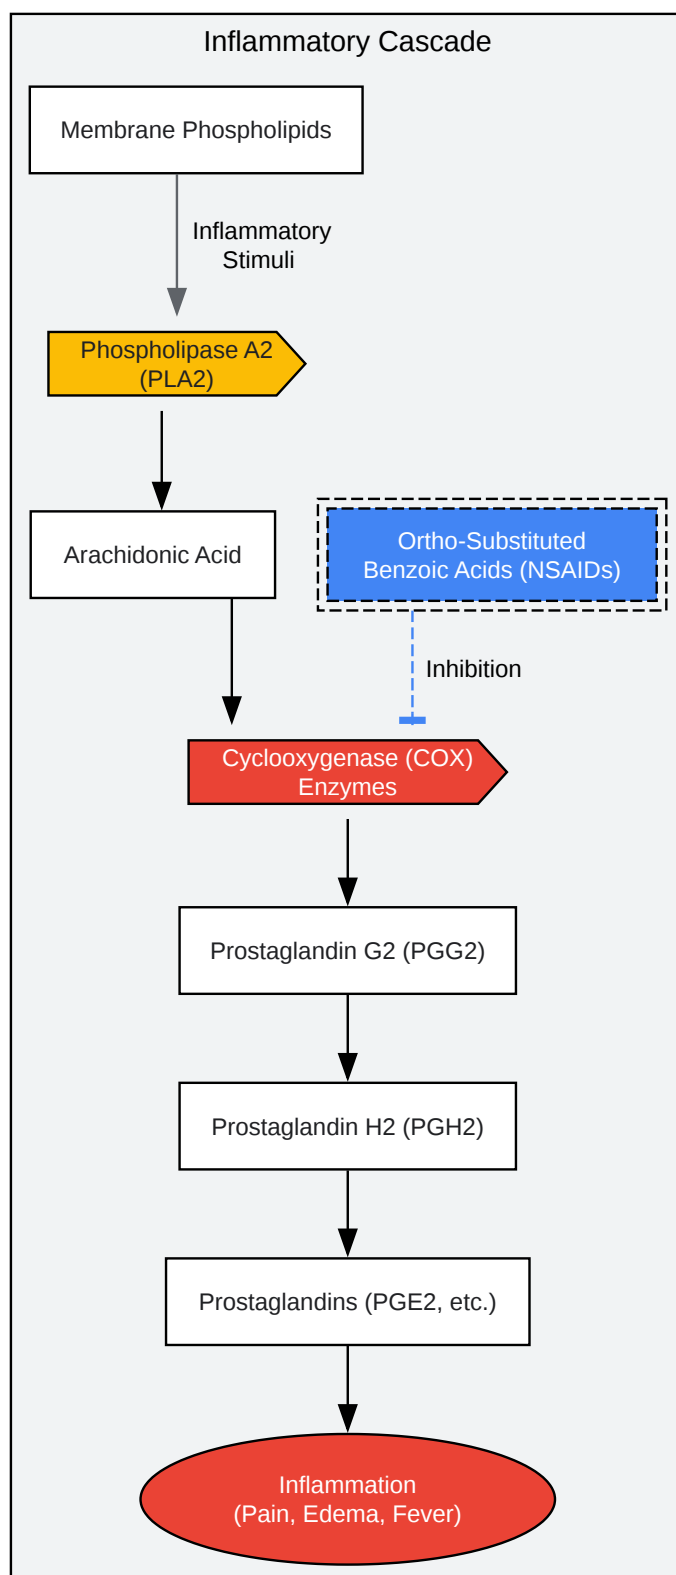 Inflammatory Cascade
Membrane Phospholipids
Inflammatory
Stimuli
Phospholipase A2
(PLA2)
Arachidonic Acid
Ortho-Substituted
Benzoic Acids (NSAIDs)
Inhibition
Cyclooxygenase (COX)
Enzymes
Prostaglandin G2 (PGG2)
Prostaglandin H2 (PGH2)
Prostaglandins (PGE2, etc.)
Inflammation
(Pain, Edema, Fever)